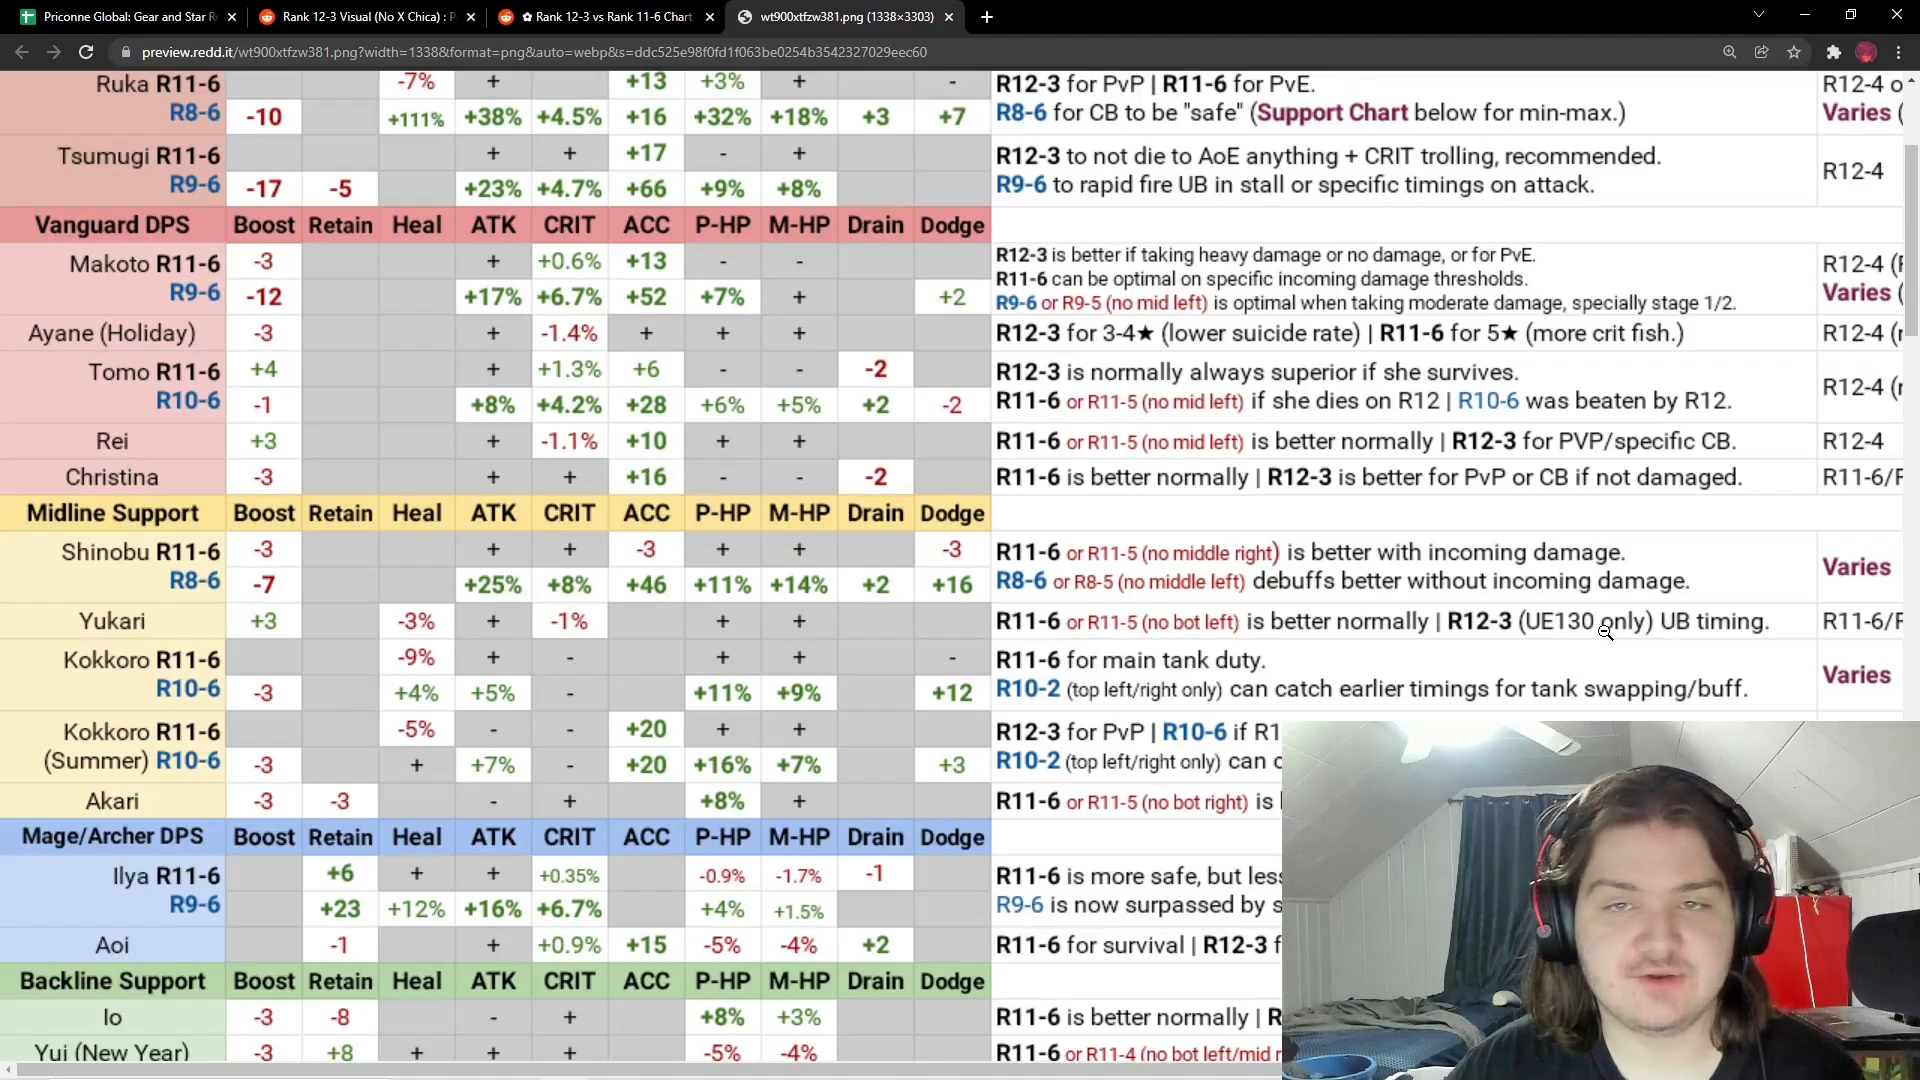 Priconne Global: Gear and Star R
Rank 12-3 Visual (No X Chica) : P
✿ Rank 12-3 vs Rank 11-6 Chart
wt900xtfzw381.png (1338×3303)
preview.redd.it/wt900xtfzw381.png?width=1338&format=png&auto=webp&s=ddc525e98f0fd1f063be0254b3542327029eec60
Ruka R11-6 -7% + +13 +3% + - R12-3 for PvP | R11-6 for PvE. R12-4 o
R8-6 -10 +111% +38% +4.5% +16 +32% +18% +3 +7 R8-6 for CB to be "safe" (Support Chart below for min-max.) Varies (
Tsumugi R11-6 + + +17 - + R12-3 to not die to AoE anything + CRIT trolling, recommended. R12-4
R9-6 -17 -5 +23% +4.7% +66 +9% +8% R9-6 to rapid fire UB in stall or specific timings on attack.
Vanguard DPS Boost Retain Heal ATK CRIT ACC P-HP M-HP Drain Dodge
Makoto R11-6 -3 + +0.6% +13 - - R12-3 is better if taking heavy damage or no damage, or for PvE. R12-4 (F
R11-6 can be optimal on specific incoming damage thresholds.
R9-6 -12 +17% +6.7% +52 +7% + +2 R9-6 or R9-5 (no mid left) is optimal when taking moderate damage, specially stage 1/2. Varies (
Ayane (Holiday) -3 + -1.4% + + + R12-3 for 3-4★ (lower suicide rate) | R11-6 for 5★ (more crit fish.) R12-4 (r
Tomo R11-6 +4 + +1.3% +6 - - -2 R12-3 is normally always superior if she survives. R12-4 (r
R10-6 -1 +8% +4.2% +28 +6% +5% +2 -2 R11-6 or R11-5 (no mid left) if she dies on R12 | R10-6 was beaten by R12.
Rei +3 + -1.1% +10 + + R11-6 or R11-5 (no mid left) is better normally | R12-3 for PVP/specific CB. R12-4
Christina -3 + + +16 - - -2 R11-6 is better normally | R12-3 is better for PvP or CB if not damaged. R11-6/F
Midline Support Boost Retain Heal ATK CRIT ACC P-HP M-HP Drain Dodge
Shinobu R11-6 -3 + + -3 + + -3 R11-6 or R11-5 (no middle right) is better with incoming damage. Varies
R8-6 -7 +25% +8% +46 +11% +14% +2 +16 R8-6 or R8-5 (no middle left) debuffs better without incoming damage.
Yukari +3 -3% + -1% + + R11-6 or R11-5 (no bot left) is better normally | R12-3 (UE130 only) UB timing. R11-6/F
Kokkoro R11-6 -9% + - + + - R11-6 for main tank duty. Varies
R10-6 -3 +4% +5% - +11% +9% +12 R10-2 (top left/right only) can catch earlier timings for tank swapping/buff.
Kokkoro R11-6 -5% - - +20 + + R12-3 for PvP | R10-6 if R1
(Summer) R10-6 -3 + +7% - +20 +16% +7% +3 R10-2 (top left/right only) can c
Akari -3 -3 - + +8% + R11-6 or R11-5 (no bot right) is
Mage/Archer DPS Boost Retain Heal ATK CRIT ACC P-HP M-HP Drain Dodge
Ilya R11-6 +6 + + +0.35% -0.9% -1.7% -1 R11-6 is more safe, but less
R9-6 +23 +12% +16% +6.7% +4% +1.5% R9-6 is now surpassed by s
Aoi -1 + +0.9% +15 -5% -4% +2 R11-6 for survival | R12-3 f
Backline Support Boost Retain Heal ATK CRIT ACC P-HP M-HP Drain Dodge
Io -3 -8 - + +8% +3% R11-6 is better normally | R
Yui (New Year) -3 +8 + + + -5% -4% R11-6 or R11-4 (no bot left/mid r